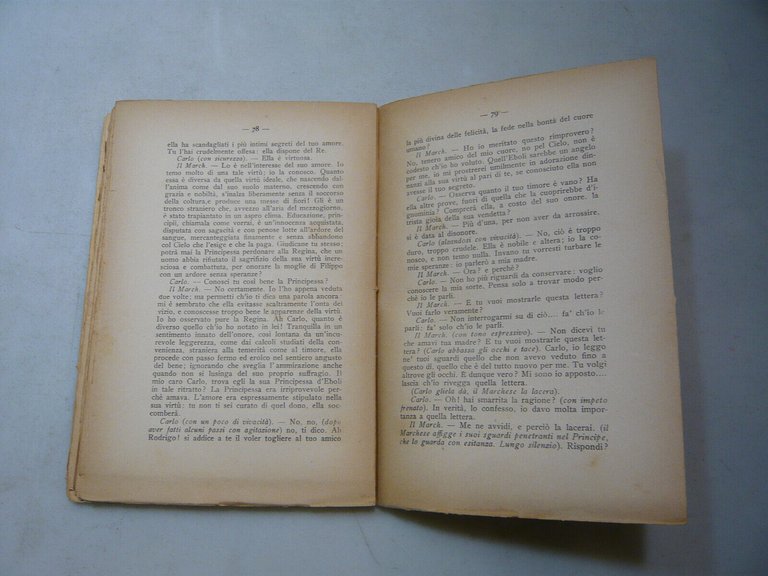 — 78 —
ella ha scandagliati i più intimi segreti del tuo amore.
Tu l'hai crudelmente offesa: ella dispone del Re.
Carlo (con sicurezza). — Ella è virtuosa.
Il March. — Lo è nell'interesse del suo amore. Io
temo molto di una tale virtù; io la conosco. Quanto
essa è diversa da quella virtù ideale, che nascendo dal-
l'anima come dal suo suolo materno, crescendo con
grazia e nobiltà, s'inalza liberamente senza il soccorso
della coltura, e produce una messe di fiori! Gli è un
tronco straniero che, avvezzo all'aria del mezzogiorno,
è stato trapiantato in un aspro clima. Educazione, prin-
cipii, chiamala come vorrai, è un'innocenza acquistata,
disputata con sagacità e con penose lotte all'ardore del
sangue, mercanteggiata finamente e senza abbandono
col Cielo che l'esige e che la paga. Giudicane tu stesso;
potrà mai la Principessa perdonare alla Regina, che un
uomo abbia rifiutato il sagrifizio della sua virtù incre-
sciosa e combattuta, per onorare la moglie di Filippo
con un ardore senza speranze?
Carlo. — Conosci tu così bene la Principessa?
Il March. — No certamente. Io l'ho appena veduta
due volte; ma permetti ch'io ti dica una parola ancora:
mi è sembrato che ella evitasse scaltramente l'onta del
vizio, e conoscesse troppo bene le apparenze della virtù.
Io ho osservato pure la Regina. Ah Carlo, quanto è
diverso quello ch'io ho notato in lei! Tranquilla in un
sentimento innato dell'onore, così lontana da un'incu-
revole leggerezza, come dai calcoli studiati della con-
venienza, straniera alla temerità come al timore, ella
procede con passo fermo ed eroico nel sentiero angusto
del bene; ignorando che sveglia l'ammirazione anche
quando non si lusinga del suo proprio suffragio. Il
mio caro Carlo, trova egli la sua Principessa d'Eboli
in tale ritratto? La Principessa era irriprovevole per-
chè amava. L'amore era espressamente stipulato nella
sua virtù; tu non ti sei curato di quel dono, ella soc-
comberà.
Carlo (con un poco di vivacità). — No, no, (dopo
aver fatti alcuni passi con agitazione) no, ti dico. Ah
Rodrigo! si addice a te il voler togliere al tuo amico
— 79 —
la più divina delle felicità, la fede nella bontà del cuore
umano?
Il March. — Ho io meritato questo rimprovero?
No, tenero amico del mio cuore, no pel Cielo, non è
codesto ch'io ho voluto. Quell'Eboli sarebbe un angelo
per me, io mi prostrerei umilmente in adorazione din-
nanzi alla sua virtù al pari di te, se conosciuto ella non
avesse il tuo segreto.
Carlo. — Osserva quanto il tuo timore è vano? Ha
ella altre prove, fuori di quella che la cuoprirebbe d'i-
gnominia? Comprerà ella, a costo del suo onore. la
trista gioia della sua vendetta?
Il March. — Più d'una, per non aver da arrossire,
si è data al disonore.
Carlo (alzandosi con vivacità). — No, ciò è troppo
duro, troppo crudele. Ella è nobile e altera; io la co-
nosco, e non temo nulla. Invano tu vorresti turbare le
mie speranze: io parlerò a mia madre.
Il March. — Ora? e perchè?
Carlo. — Non ho più riguardi da conservare: voglio
conoscere la mia sorte. Pensa solo a trovar modo per-
chè io le parli.
Il March. — E tu vuoi mostrarle questa lettera?
Vuoi farlo veramente?
Carlo. — Non interrogarmi su di ciò.... fa' ch'io le
parli; fa' solo ch'io le parli.
Il March. (con tono espressivo). — Non dicevi tu
che amavi tua madre? E tu vuoi mostrarle questa let-
tera? (Carlo abbassa gli occhi e tace). Carlo, io leggo
ne' tuoi sguardi quello che non avevo veduto fino a
questo dì, quello che è del tutto nuovo per me. Tu volgi
altrove gli occhi. E dunque vero? Mi sono io apposto....
lascia ch'io rivegga quella lettera.
(Carlo gliela dà, il Marchese la lacera).
Carlo. — Oh! hai smarrita la ragione? (con impeto
frenato). In verità, lo confesso, io davo molta importanza
a quella lettera.
Il March. — Me ne avvidi, e perciò la lacerai. (il
Marchese affigge i suoi sguardi penetranti nel Principe,
che lo guarda con esitanza. Lungo silenzio). Rispondi?